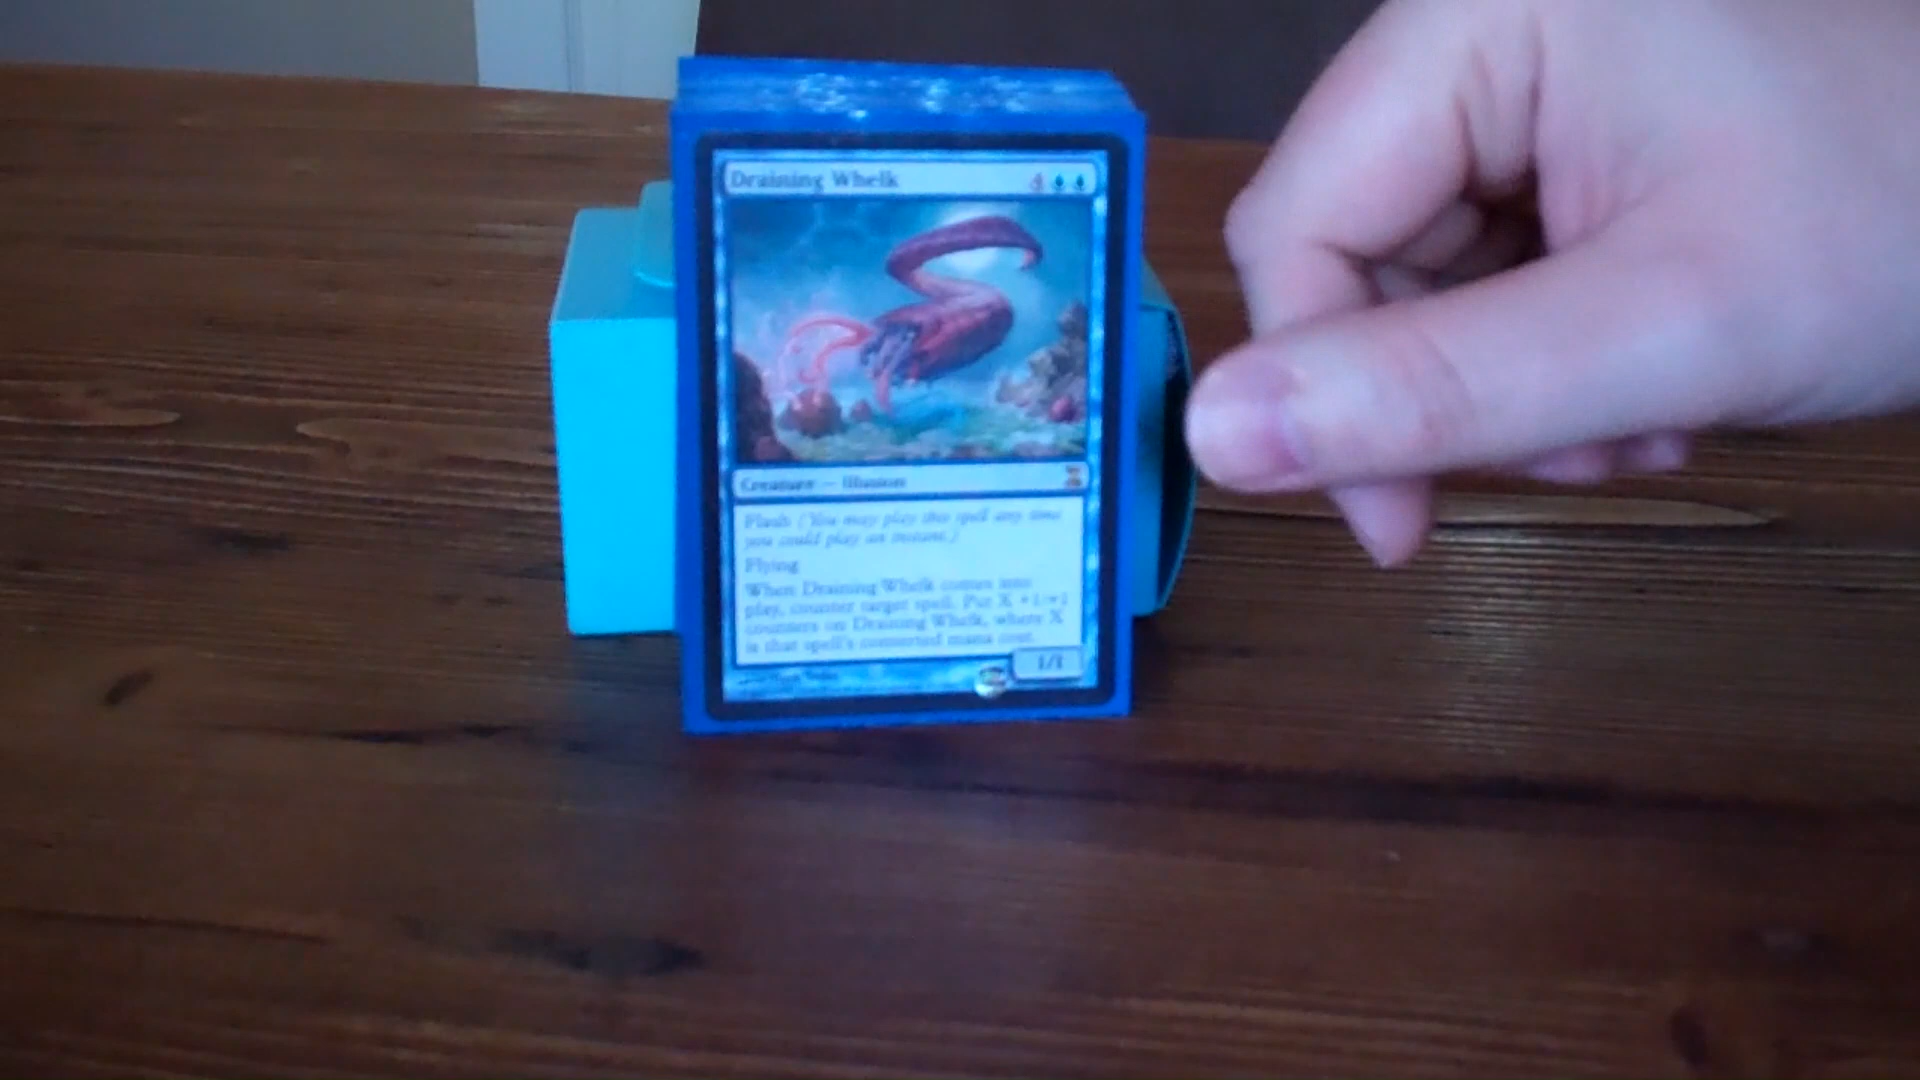 Draining Whelk 4
Creature — Illusion
Flash (You may play this spell any time
you could play an instant.)
Flying
When Draining Whelk comes into
play, counter target spell. Put X +1/+1
counters on Draining Whelk, where X
is that spell's converted mana cost.
1/1